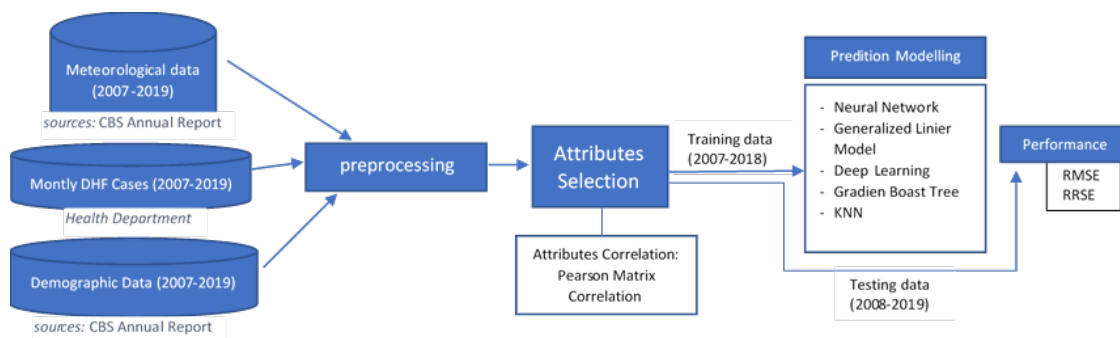 Meteorological data
(2007-2019)
sources: CBS Annual Report
Montly DHF Cases (2007-2019)
Health Department
Demographic Data (2007-2019)
sources: CBS Annual Report
preprocessing
Attributes
Selection
Attributes Correlation:
Pearson Matrix
Correlation
Training data
(2007-2018)
Predition Modelling
- Neural Network
- Generalized Linier
Model
- Deep Learning
- Gradien Boast Tree
- KNN
Testing data
(2008-2019)
Performance
RMSE
RRSE